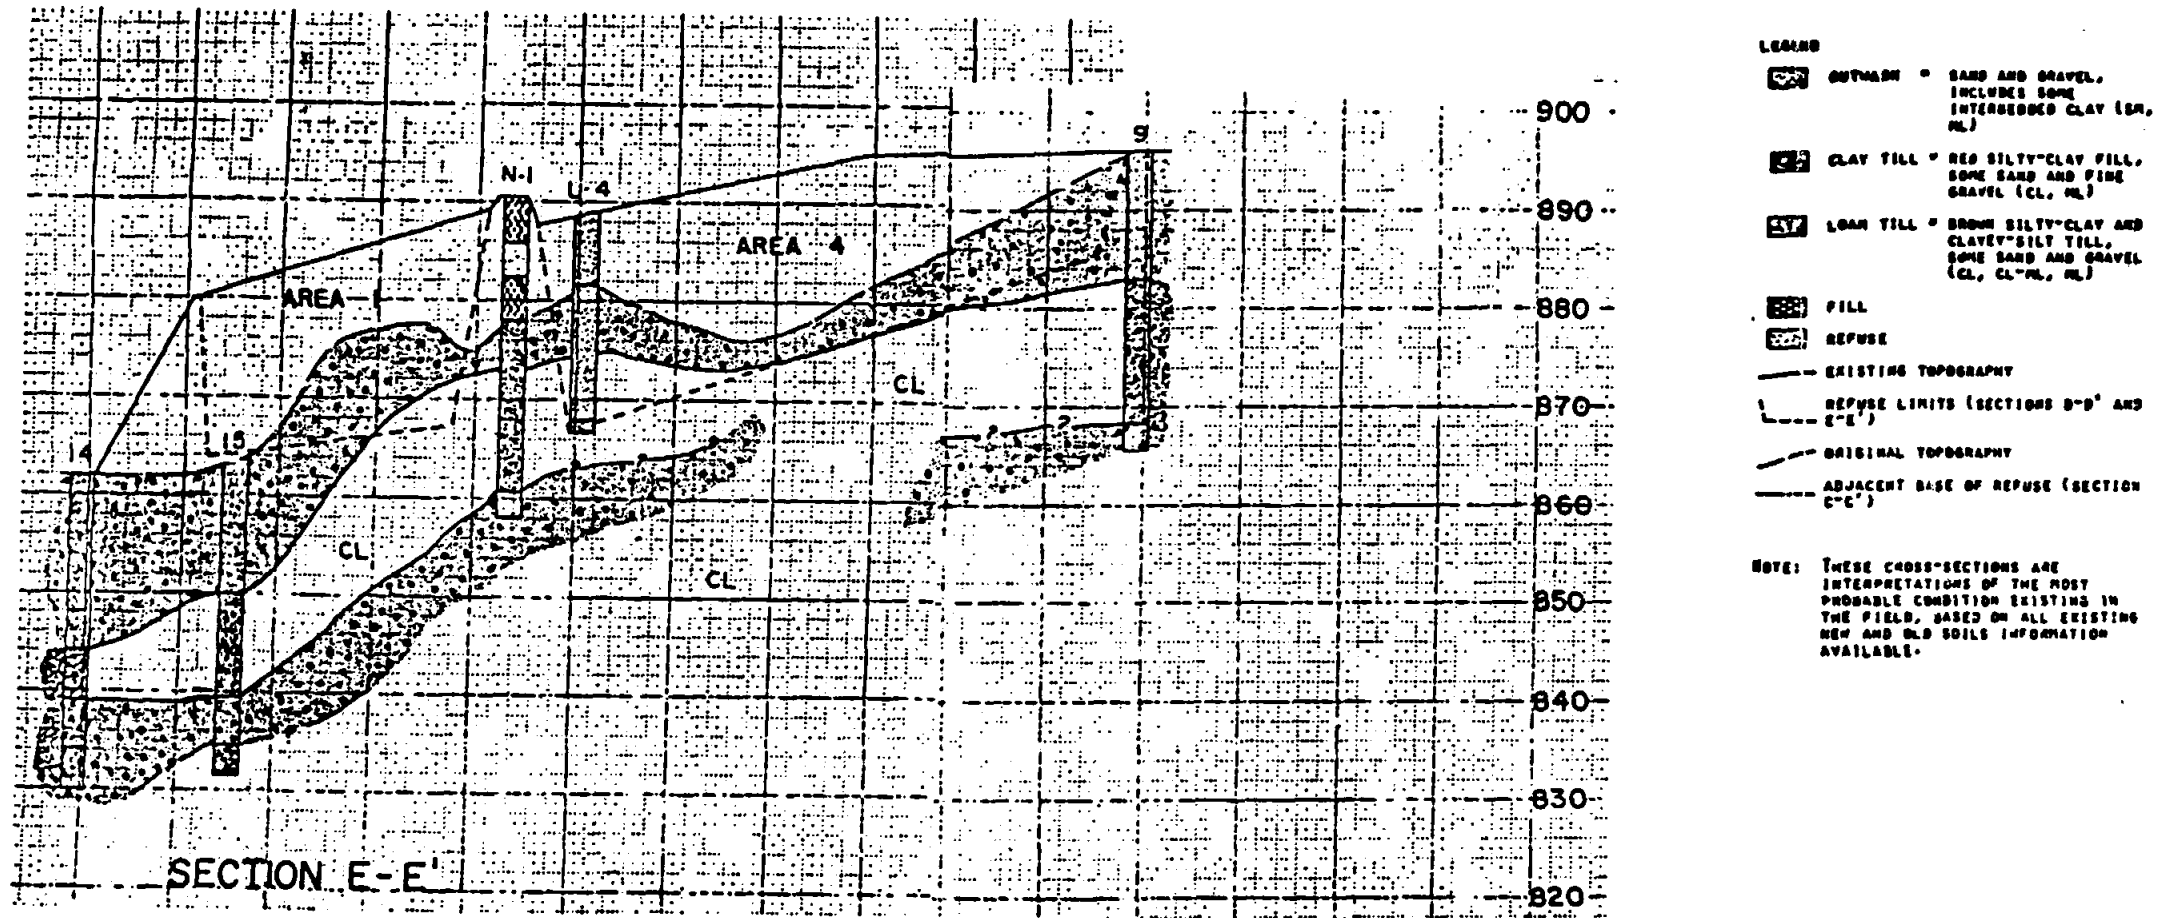 LEGEND
OUTWASH - SAND AND GRAVEL,
INCLUDES SOME
INTERBEDDED CLAY (SM,
ML)
CLAY TILL - RED SILTY-CLAY FILL,
SOME SAND AND FINE
GRAVEL (CL, ML)
LOAM TILL - BROWN SILTY-CLAY AND
CLAYEY-SILT TILL,
SOME SAND AND GRAVEL
(CL, CL-ML, ML)
FILL
REFUSE
EXISTING TOPOGRAPHY
REFUSE LIMITS (SECTIONS D-D' AND
E-E')
ORIGINAL TOPOGRAPHY
ADJACENT BASE OF REFUSE (SECTION
C-C')
NOTE: THESE CROSS-SECTIONS ARE
INTERPRETATIONS OF THE MOST
PROBABLE CONDITION EXISTING IN
THE FIELD, BASED ON ALL EXISTING
NEW AND OLD SOILS INFORMATION
AVAILABLE.
900
9
N-1
L-4
890
AREA 4
AREA 1
880
CL
870
14
15
?
?
860
CL
CL
850
840
830
SECTION E-E'
820